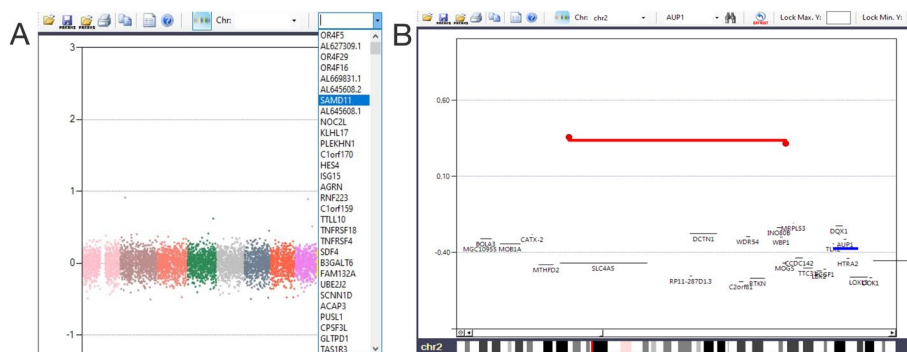 A
Chr:
3
2
1
0
-1
OR4F5
AL627309.1
OR4F29
OR4F16
AL669831.1
AL645608.2
SAMD11
AL645608.1
NOC2L
KLHL17
PLEKHN1
C1orf170
HES4
ISG15
AGRN
RNF223
C1orf159
TTLL10
TNFRSF18
TNFRSF4
SDF4
B3GALT6
FAM132A
UBE2J2
SCNN1D
ACAP3
PUSL1
CPSF3L
GLTPD1
TAS1R3
B
Chr: chr2 AUP1 Lock Max. Y: Lock Min. Y:
0,60
0,10
-0,40
BOLA3
MGC10955
MOB1A
CATX-2
MTHFD2
SLC4A5
DCTN1
RP11-287D1.3
WDR54
C2orf81
RTKN
INO80B
WBP1
MRPL53
MOGS
CCDC142
DQX1
AUP1
HTRA2
chr2